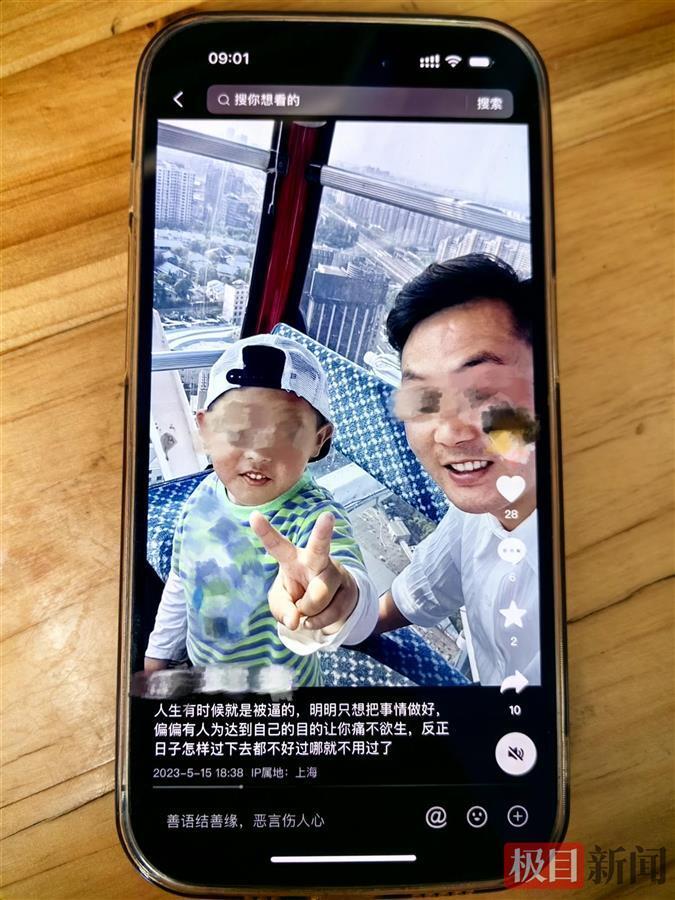 09:01
搜你想看的
搜索
28
6
2
10
人生有时候就是被逼的，明明只想把事情做好，
偏偏有人为达到自己的目的让你痛不欲生，反正
日子怎样过下去都不好过哪就不用过了
2023-5-15 18:38 IP属地：上海
善语结善缘，恶言伤人心
@
极目新闻